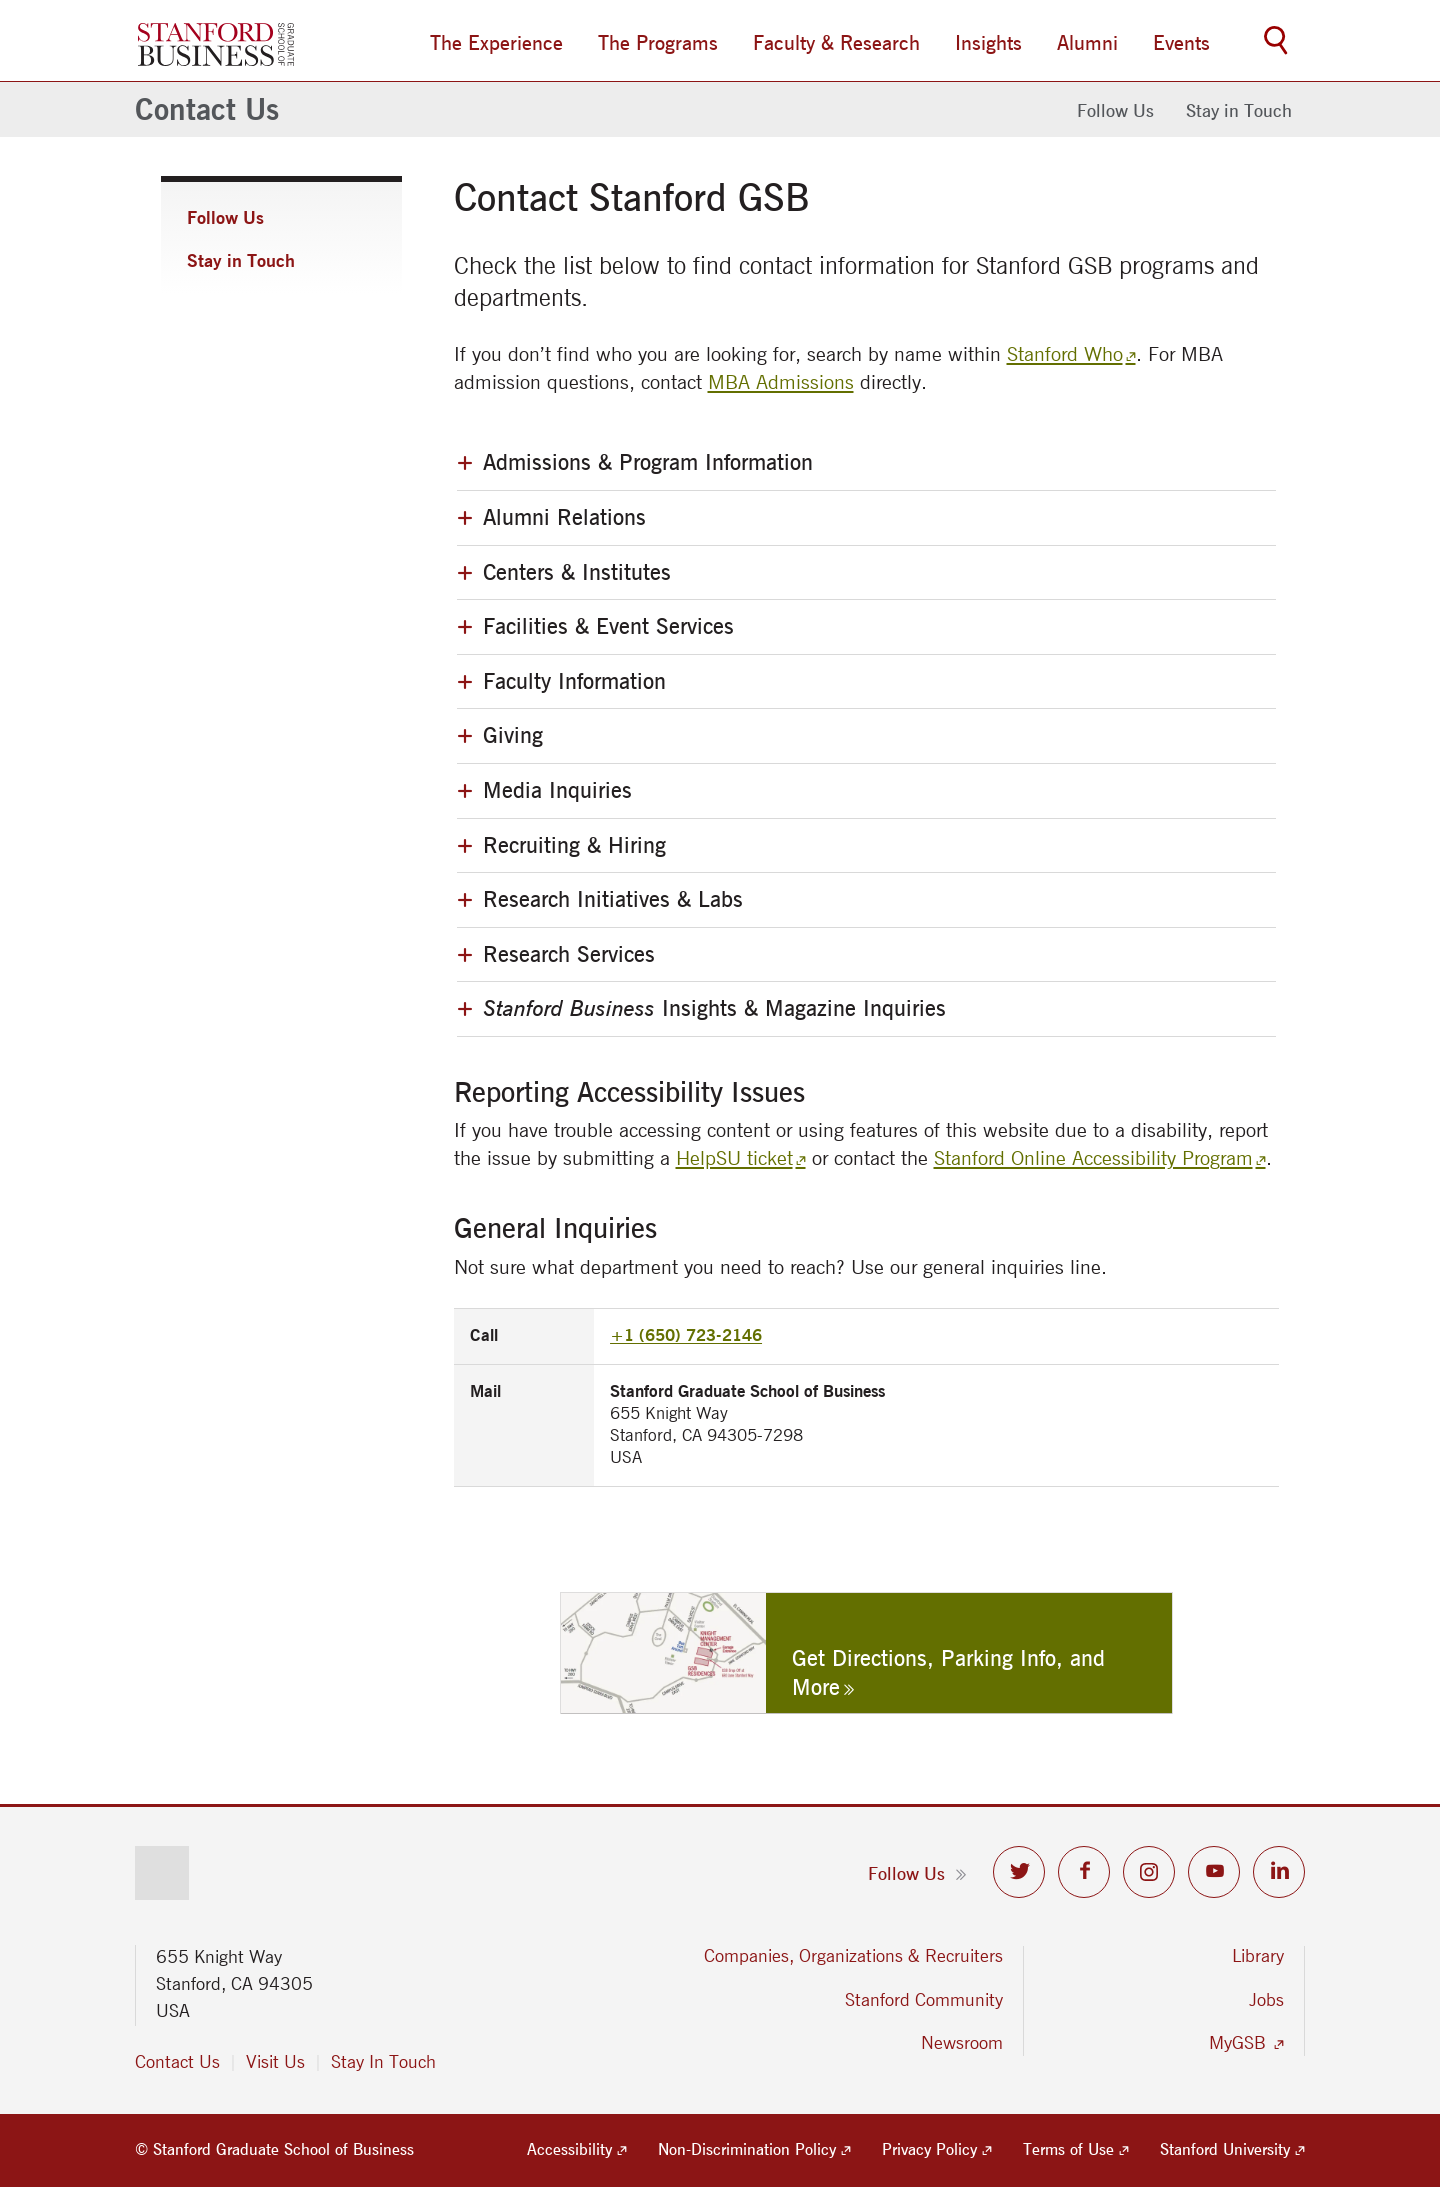 STANFORD
BUSINESS
GRADUATE
SCHOOL OF
The Experience
The Programs
Faculty & Research
Insights
Alumni
Events
Contact Us
Follow Us
Stay in Touch
Follow Us
Stay in Touch
Contact Stanford GSB
Check the list below to find contact information for Stanford GSB programs and
departments.
If you don’t find who you are looking for, search by name within Stanford Who. For MBA
admission questions, contact MBA Admissions directly.
Admissions & Program Information
Alumni Relations
Centers & Institutes
Facilities & Event Services
Faculty Information
Giving
Media Inquiries
Recruiting & Hiring
Research Initiatives & Labs
Research Services
Stanford Business Insights & Magazine Inquiries
Reporting Accessibility Issues
If you have trouble accessing content or using features of this website due to a disability, report
the issue by submitting a HelpSU ticket or contact the Stanford Online Accessibility Program.
General Inquiries
Not sure what department you need to reach? Use our general inquiries line.
Call
+1 (650) 723-2146
Mail
Stanford Graduate School of Business
655 Knight Way
Stanford, CA 94305-7298
USA
KNIGHT
MANAGEMENT
CENTER
GSB
RESIDENCES
Get Directions, Parking Info, and
More »
Follow Us »
655 Knight Way
Stanford, CA 94305
USA
Contact Us | Visit Us | Stay In Touch
Companies, Organizations & Recruiters
Stanford Community
Newsroom
Library
Jobs
MyGSB
© Stanford Graduate School of Business
Accessibility
Non-Discrimination Policy
Privacy Policy
Terms of Use
Stanford University